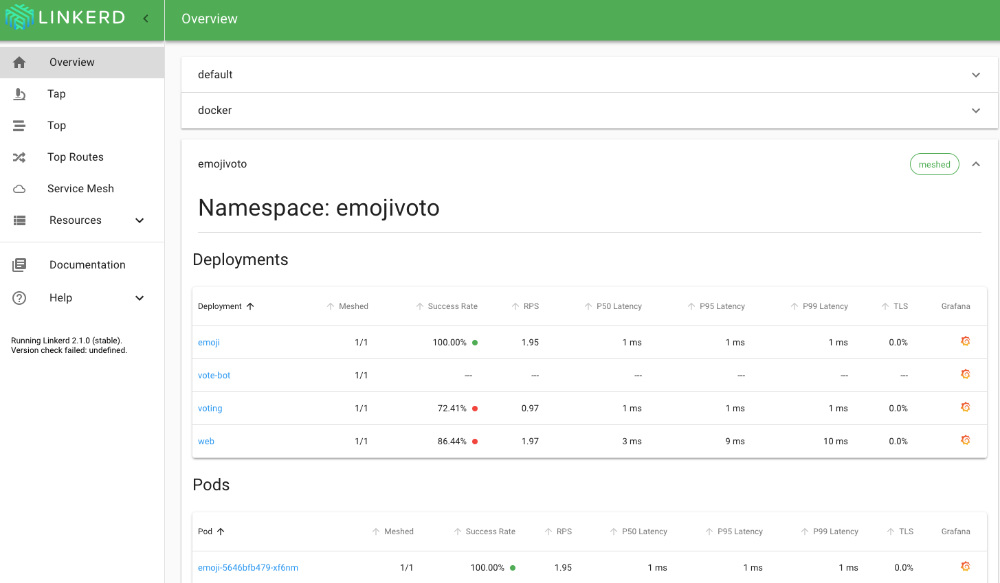 LINKERD
Overview
Overview
Tap
Top
Top Routes
Service Mesh
Resources
Documentation
Help
Running Linkerd 2.1.0 (stable).
Version check failed: undefined.
default
docker
emojivoto
meshed
Namespace: emojivoto
Deployments
Deployment Meshed Success Rate RPS P50 Latency P95 Latency P99 Latency TLS Grafana
emoji 1/1 100.00% 1.95 1 ms 1 ms 1 ms 0.0%
vote-bot 1/1 --- --- --- --- --- ---
voting 1/1 72.41% 0.97 1 ms 1 ms 1 ms 0.0%
web 1/1 86.44% 1.97 3 ms 9 ms 10 ms 0.0%
Pods
Pod Meshed Success Rate RPS P50 Latency P95 Latency P99 Latency TLS Grafana
emoji-5646bfb479-xf6nm 1/1 100.00% 1.95 1 ms 1 ms 1 ms 0.0%